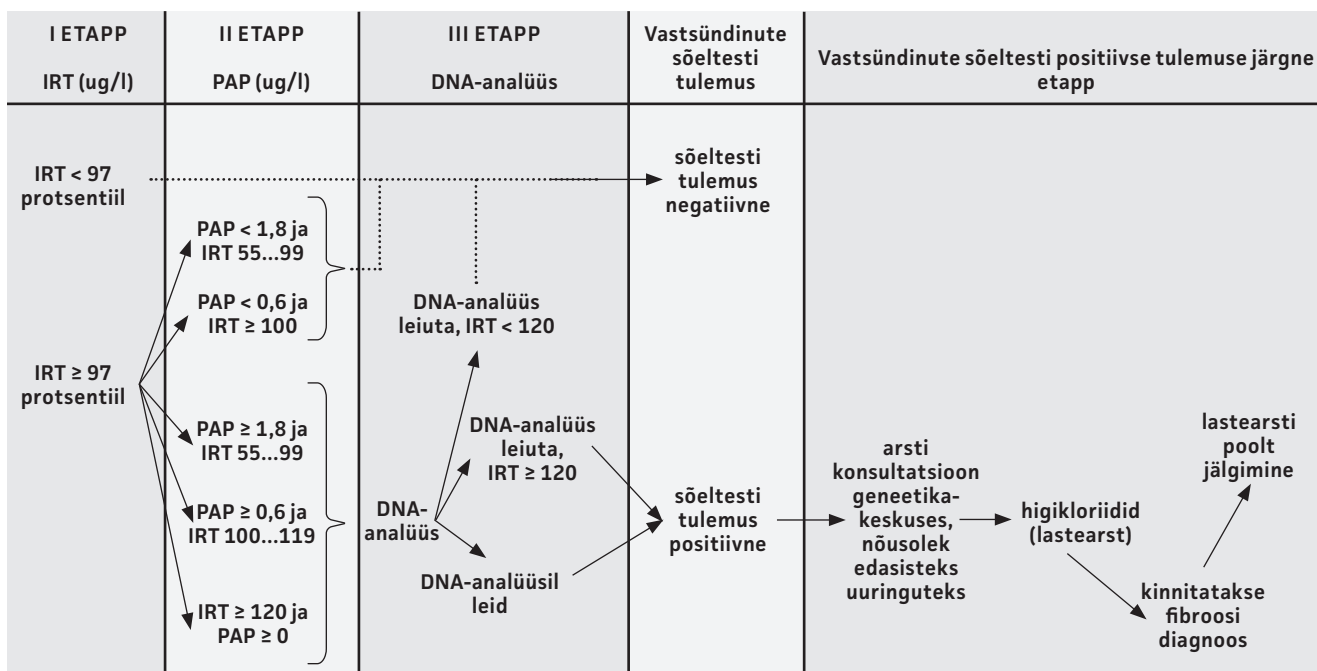 I ETAPP
IRT (ug/l)
II ETAPP
PAP (ug/l)
III ETAPP
DNA-analüüs
Vastsündinute
sõeltesti
tulemus
Vastsündinute sõeltesti positiivse tulemuse järgne
etapp
IRT < 97
protsentiil
sõeltesti
tulemus
negatiivne
PAP < 1,8 ja
IRT 55...99
PAP < 0,6 ja
IRT ≥ 100
DNA-analüüs
leiuta, IRT < 120
IRT ≥ 97
protsentiil
PAP ≥ 1,8 ja
IRT 55...99
PAP ≥ 0,6 ja
IRT 100...119
IRT ≥ 120 ja
PAP ≥ 0
DNA-
analüüs
DNA-analüüs
leiuta,
IRT ≥ 120
DNA-analüüsil
leid
sõeltesti
tulemus
positiivne
arsti
konsultatsioon
geneetika-
keskuses,
nõusolek
edasisteks
uuringuteks
higikloriidid
(lastearst)
lastearsti
poolt
jälgimine
kinnitatakse
fibroosi
diagnoos